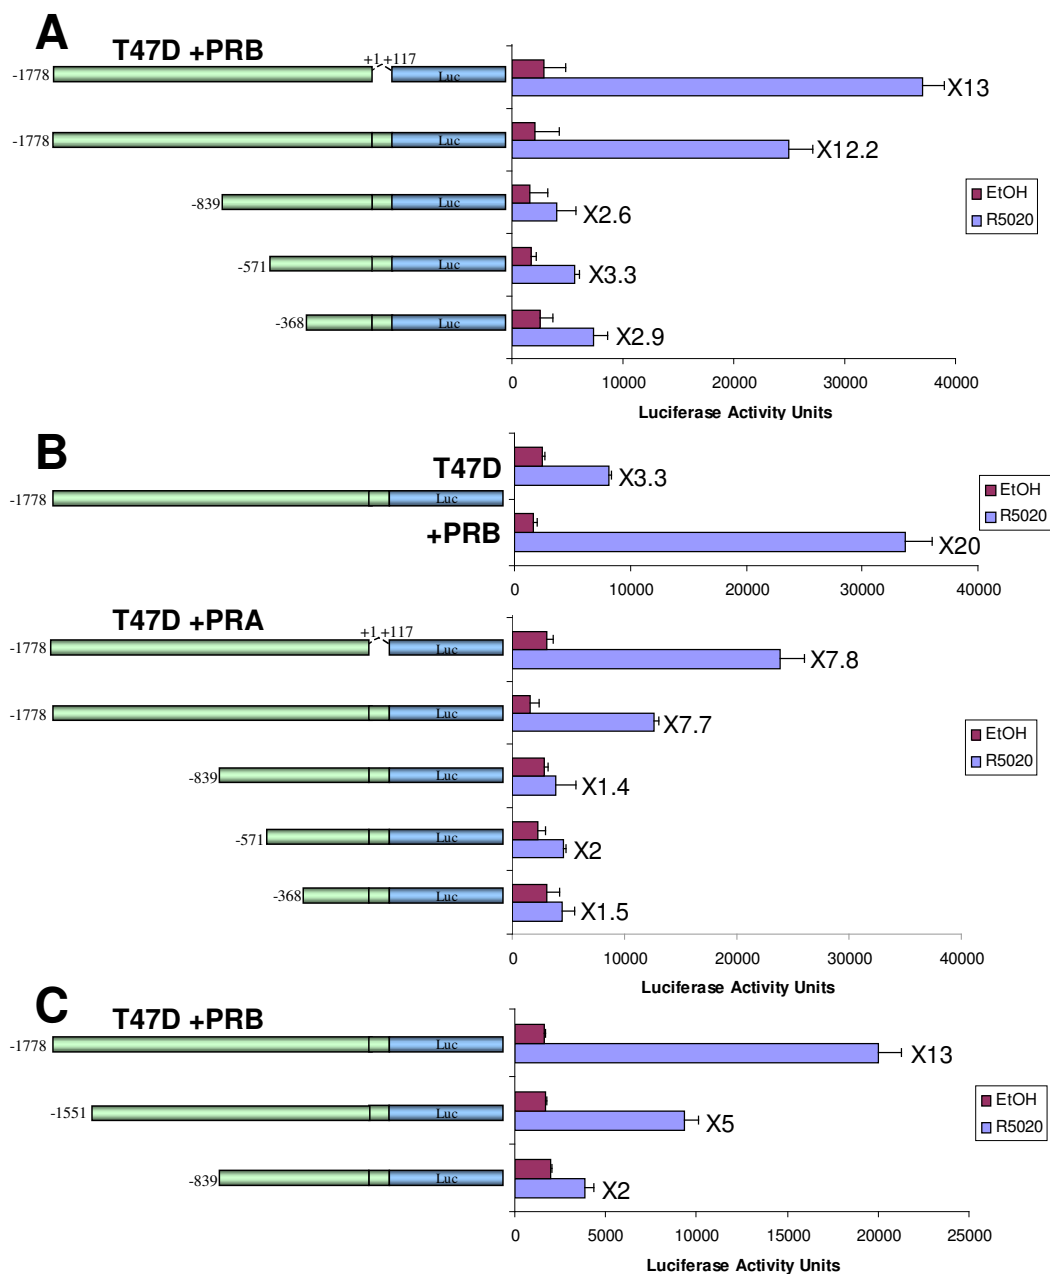 A
T47D +PRB
+1 +117
-1778 Luc X13
-1778 Luc X12.2
-839 Luc X2.6
-571 Luc X3.3
-368 Luc X2.9
EtOH
R5020
0 10000 20000 30000 40000
Luciferase Activity Units
B
T47D
X3.3
-1778 Luc
+PRB
X20
EtOH
R5020
0 10000 20000 30000 40000
T47D +PRA
+1 +117
-1778 Luc X7.8
-1778 Luc X7.7
-839 Luc X1.4
-571 Luc X2
-368 Luc X1.5
EtOH
R5020
0 10000 20000 30000 40000
Luciferase Activity Units
C
T47D +PRB
-1778 Luc X13
-1551 Luc X5
-839 Luc X2
EtOH
R5020
0 5000 10000 15000 20000 25000
Luciferase Activity Units